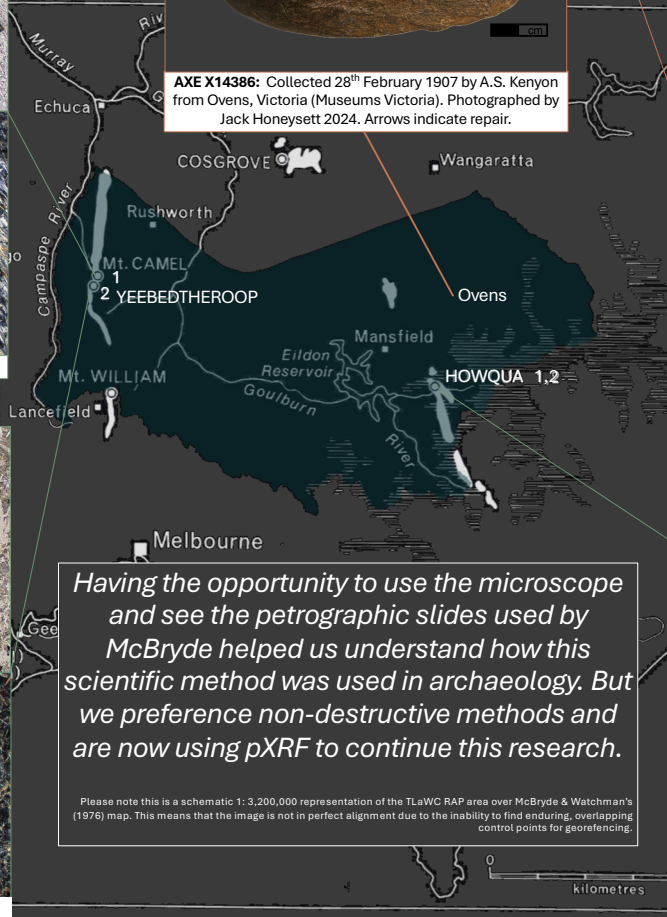 cm
AXE X14386: Collected 28th February 1907 by A.S. Kenyon
from Ovens, Victoria (Museums Victoria). Photographed by
Jack Honeysett 2024. Arrows indicate repair.
Murray
Riv
G
Echuca
COSGROVE
Wangaratta
Campaspe River
Rushworth
go
Mt. CAMEL
1
2 YEEBEDTHEROOP
Ovens
Mansfield
Eildon
Reservoir
Mt. WILLIAM
HOWQUA 1,2
Goulburn
River
Lancefield
Melbourne
Gee
Having the opportunity to use the microscope
and see the petrographic slides used by
McBryde helped us understand how this
scientific method was used in archaeology. But
we preference non-destructive methods and
are now using pXRF to continue this research.
Please note this is a schematic 1: 3,200,000 representation of the TLaWC RAP area over McBryde & Watchman's
(1976) map. This means that the image is not in perfect alignment due to the inability to find enduring, overlapping
control points for georefencing.
0
kilometres